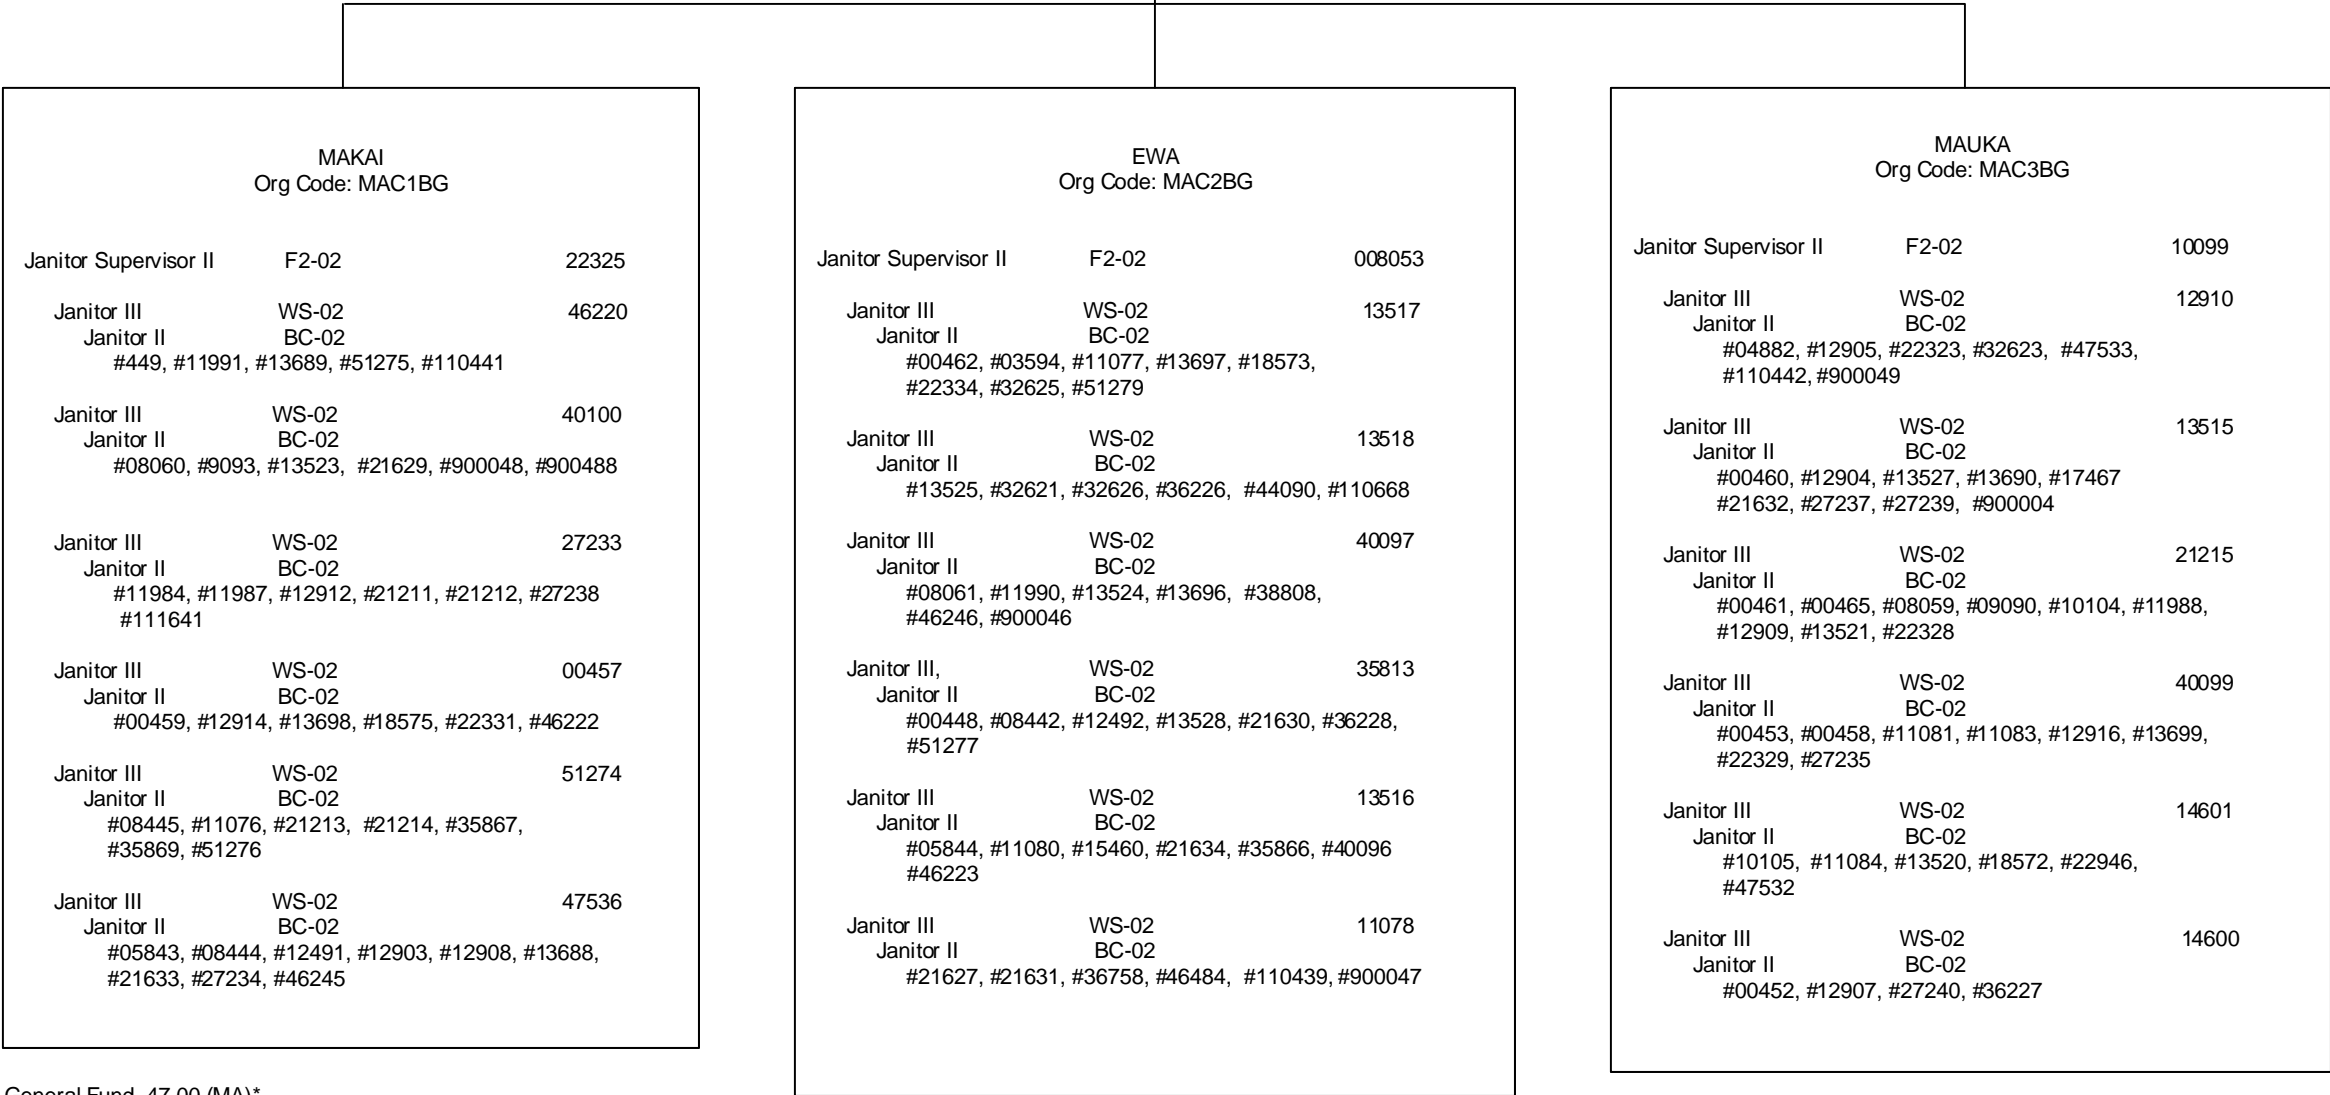 MAKAI
Org Code: MAC1BG
Janitor Supervisor II F2-02 22325
Janitor III WS-02 46220
Janitor II BC-02
#449, #11991, #13689, #51275, #110441
Janitor III WS-02 40100
Janitor II BC-02
#08060, #9093, #13523, #21629, #900048, #900488
Janitor III WS-02 27233
Janitor II BC-02
#11984, #11987, #12912, #21211, #21212, #27238
#111641
Janitor III WS-02 00457
Janitor II BC-02
#00459, #12914, #13698, #18575, #22331, #46222
Janitor III WS-02 51274
Janitor II BC-02
#08445, #11076, #21213, #21214, #35867,
#35869, #51276
Janitor III WS-02 47536
Janitor II BC-02
#05843, #08444, #12491, #12903, #12908, #13688,
#21633, #27234, #46245
EWA
Org Code: MAC2BG
Janitor Supervisor II F2-02 008053
Janitor III WS-02 13517
Janitor II BC-02
#00462, #03594, #11077, #13697, #18573,
#22334, #32625, #51279
Janitor III WS-02 13518
Janitor II BC-02
#13525, #32621, #32626, #36226, #44090, #110668
Janitor III WS-02 40097
Janitor II BC-02
#08061, #11990, #13524, #13696, #38808,
#46246, #900046
Janitor III, WS-02 35813
Janitor II BC-02
#00448, #08442, #12492, #13528, #21630, #36228,
#51277
Janitor III WS-02 13516
Janitor II BC-02
#05844, #11080, #15460, #21634, #35866, #40096
#46223
Janitor III WS-02 11078
Janitor II BC-02
#21627, #21631, #36758, #46484, #110439, #900047
MAUKA
Org Code: MAC3BG
Janitor Supervisor II F2-02 10099
Janitor III WS-02 12910
Janitor II BC-02
#04882, #12905, #22323, #32623, #47533,
#110442, #900049
Janitor III WS-02 13515
Janitor II BC-02
#00460, #12904, #13527, #13690, #17467
#21632, #27237, #27239, #900004
Janitor III WS-02 21215
Janitor II BC-02
#00461, #00465, #08059, #09090, #10104, #11988,
#12909, #13521, #22328
Janitor III WS-02 40099
Janitor II BC-02
#00453, #00458, #11081, #11083, #12916, #13699,
#22329, #27235
Janitor III WS-02 14601
Janitor II BC-02
#10105, #11084, #13520, #18572, #22946,
#47532
Janitor III WS-02 14600
Janitor II BC-02
#00452, #12907, #27240, #36227
General Fund 47.00 (MA)*